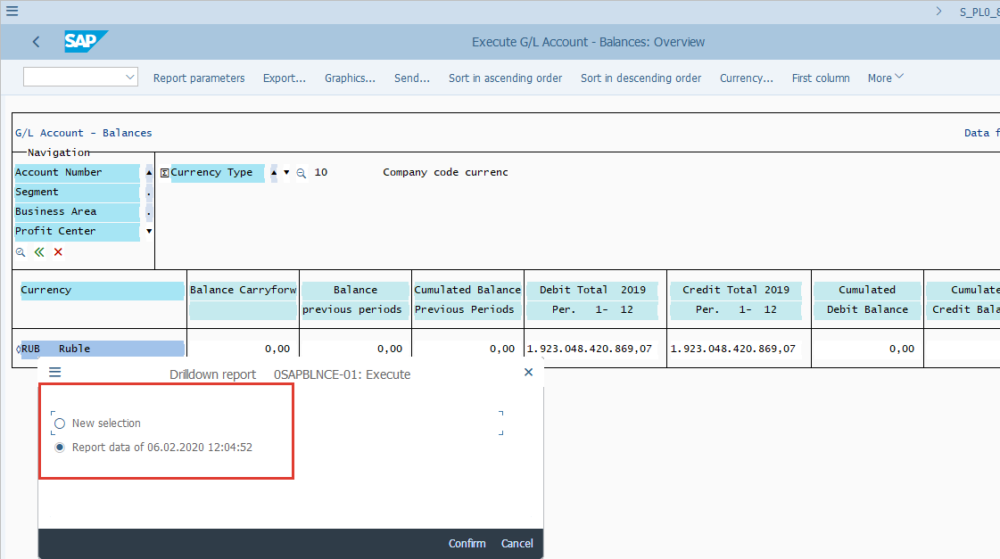 S_PL0_8
SAP
Execute G/L Account - Balances: Overview
Report parameters Export... Graphics... Send... Sort in ascending order Sort in descending order Currency... First column More
G/L Account - Balances Data f
Navigation
Account Number Currency Type 10 Company code currenc
Segment
Business Area
Profit Center
Currency Balance Carryforw Balance Cumulated Balance Debit Total 2019 Credit Total 2019 Cumulated Cumulate
previous periods Previous Periods Per. 1- 12 Per. 1- 12 Debit Balance Credit Bala
RUB Ruble 0,00 0,00 0,00 1.923.048.420.869,07 1.923.048.420.869,07 0,00
Drilldown report 0SAPBLNCE-01: Execute
New selection
Report data of 06.02.2020 12:04:52
Confirm Cancel